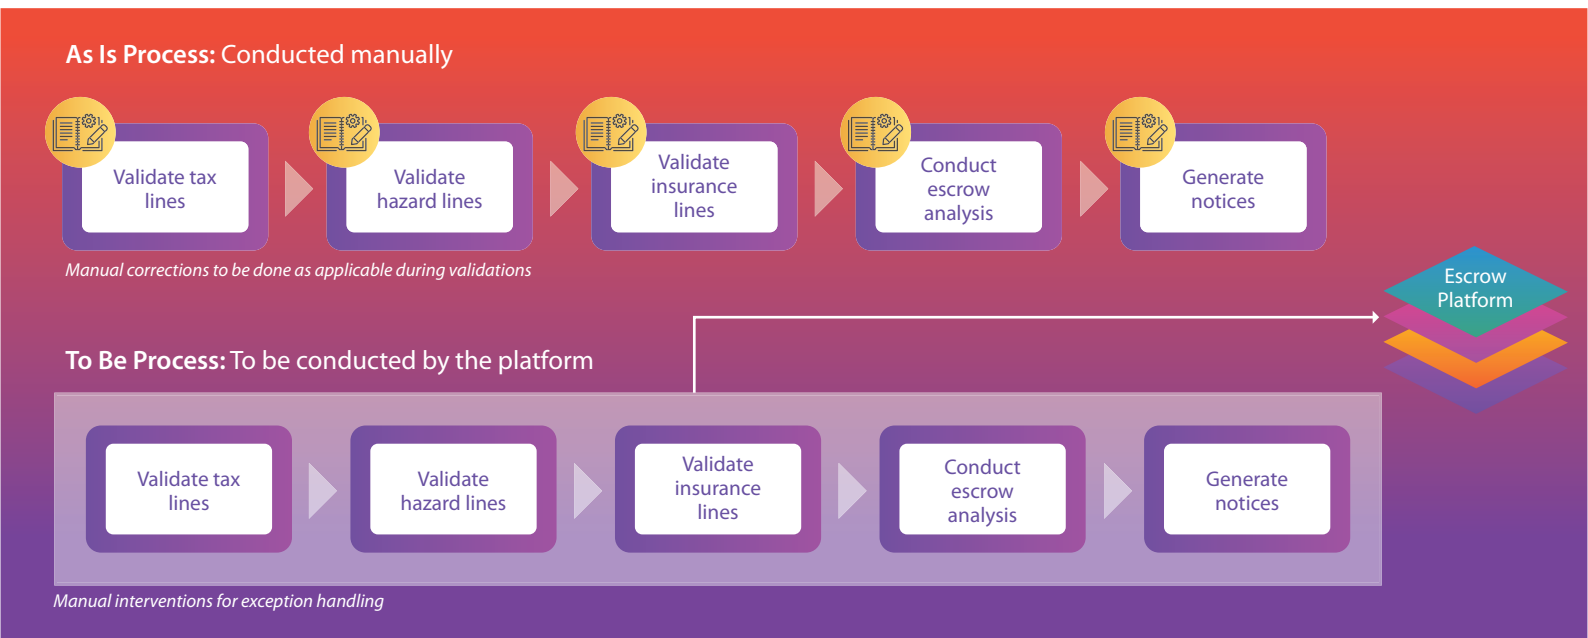 As Is Process: Conducted manually
Validate tax
lines
Validate
hazard lines
Validate
insurance
lines
Conduct
escrow
analysis
Generate
notices
Manual corrections to be done as applicable during validations
Escrow
Platform
To Be Process: To be conducted by the platform
Validate tax
lines
Validate
hazard lines
Validate
insurance
lines
Conduct
escrow
analysis
Generate
notices
Manual interventions for exception handling